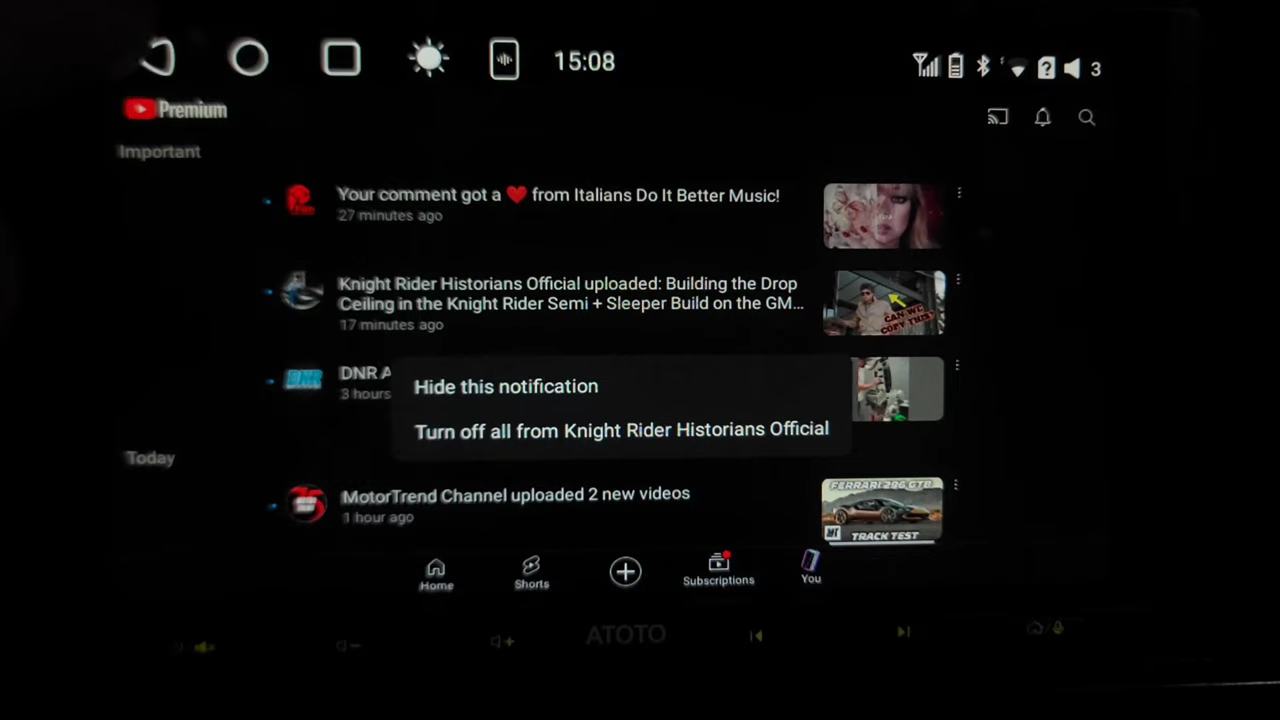 15:08
3
Premium
Important
Your comment got a ❤️ from Italians Do It Better Music!
27 minutes ago
Knight Rider Historians Official uploaded: Building the Drop
Ceiling in the Knight Rider Semi + Sleeper Build on the GM...
17 minutes ago
CAN WE
COPY THIS?
DNR
DNR A
3 hours
Hide this notification
Turn off all from Knight Rider Historians Official
Today
MotorTrend Channel uploaded 2 new videos
1 hour ago
FERRARI 296 GTB
MT
TRACK TEST
Home
Shorts
Subscriptions
You
ATOTO